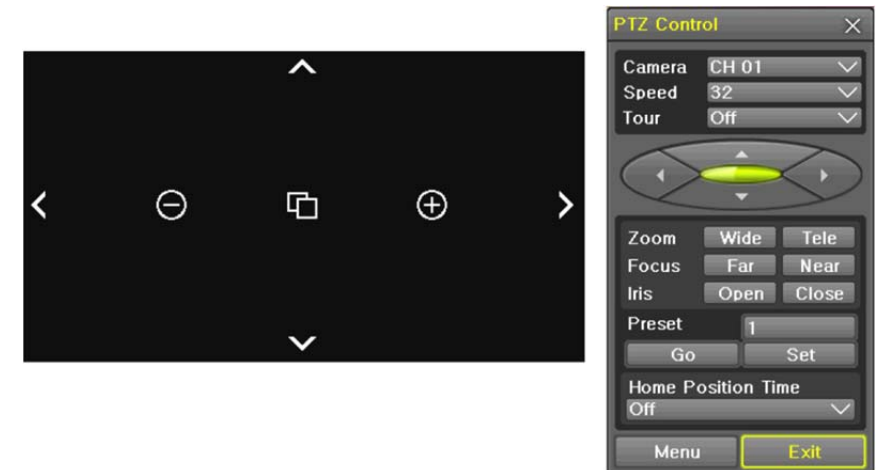 PTZ Control
Camera CH 01
Speed 32
Tour Off
Zoom Wide Tele
Focus Far Near
Iris Open Close
Preset 1
Go Set
Home Position Time
Off
Menu Exit